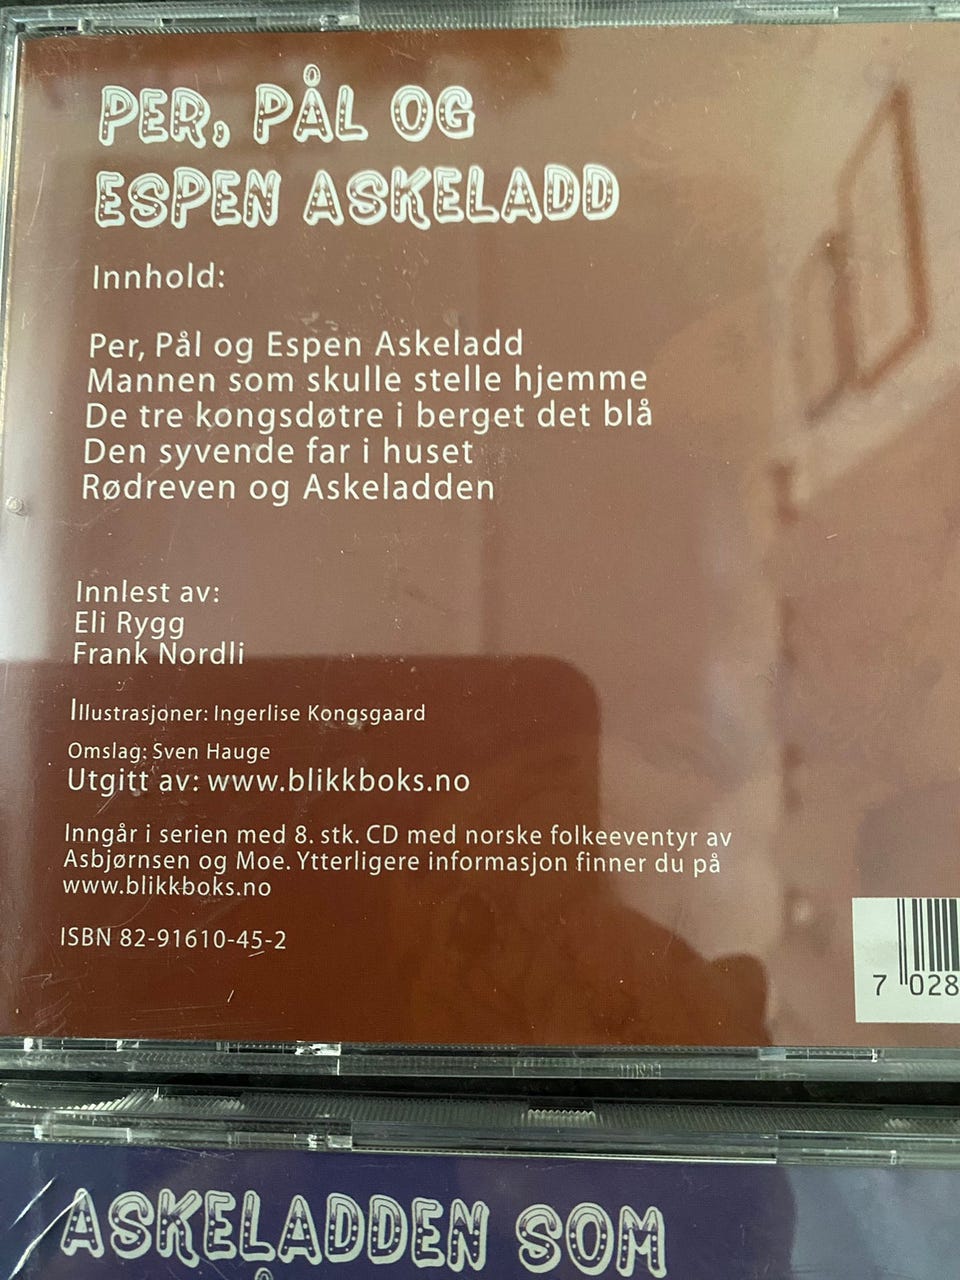 PER, PÅL OG
ESPEN ASKELADD
Innhold:
Per, Pål og Espen Askeladd
Mannen som skulle stelle hjemme
De tre kongsdøtre i berget det blå
Den syvende far i huset
Rødreven og Askeladden
Innlest av:
Eli Rygg
Frank Nordli
Illustrasjoner: Ingerlise Kongsgaard
Omslag: Sven Hauge
Utgitt av: www.blikkboks.no
Inngår i serien med 8. stk. CD med norske folkeeventyr av
Asbjørnsen og Moe. Ytterligere informasjon finner du på
www.blikkboks.no
ISBN 82-91610-45-2
7 028
ASKELADDEN SOM